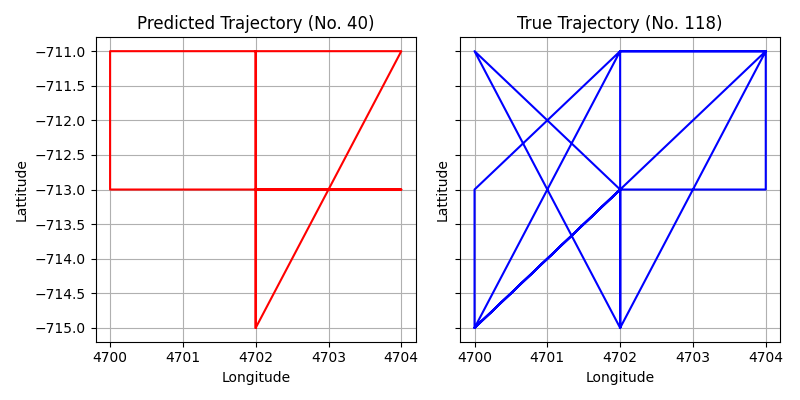 Predicted Trajectory (No. 40)
True Trajectory (No. 118)
−711.0
−711.5
−712.0
−712.5
−713.0
−713.5
−714.0
−714.5
−715.0
Lattitude
Lattitude
4700 4701 4702 4703 4704
4700 4701 4702 4703 4704
Longitude
Longitude